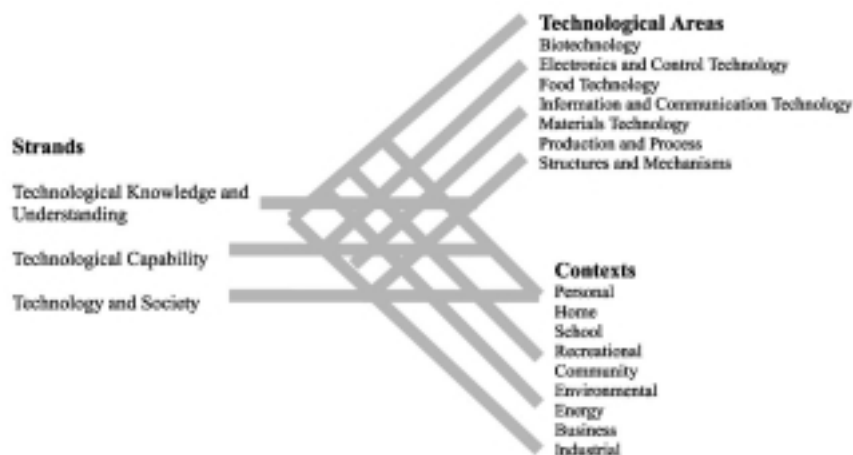 Technological Areas
Biotechnology
Electronics and Control Technology
Food Technology
Information and Communication Technology
Materials Technology
Production and Process
Structures and Mechanisms
Strands
Technological Knowledge and
Understanding
Technological Capability
Technology and Society
Contexts
Personal
Home
School
Recreational
Community
Environmental
Energy
Business
Industrial